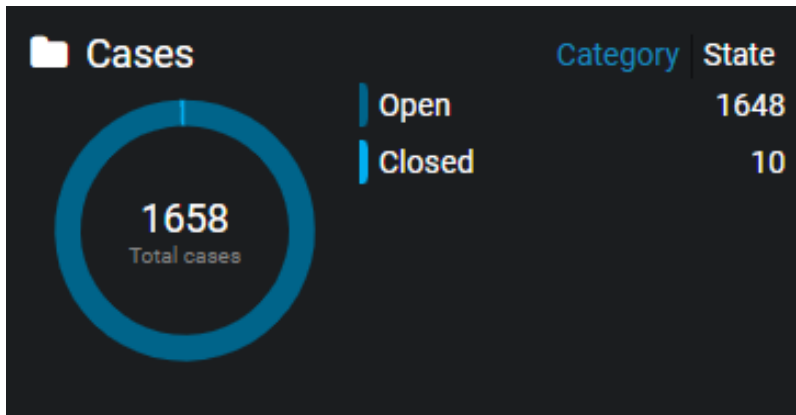 Cases
Category State
Open 1648
Closed 10
1658
Total cases